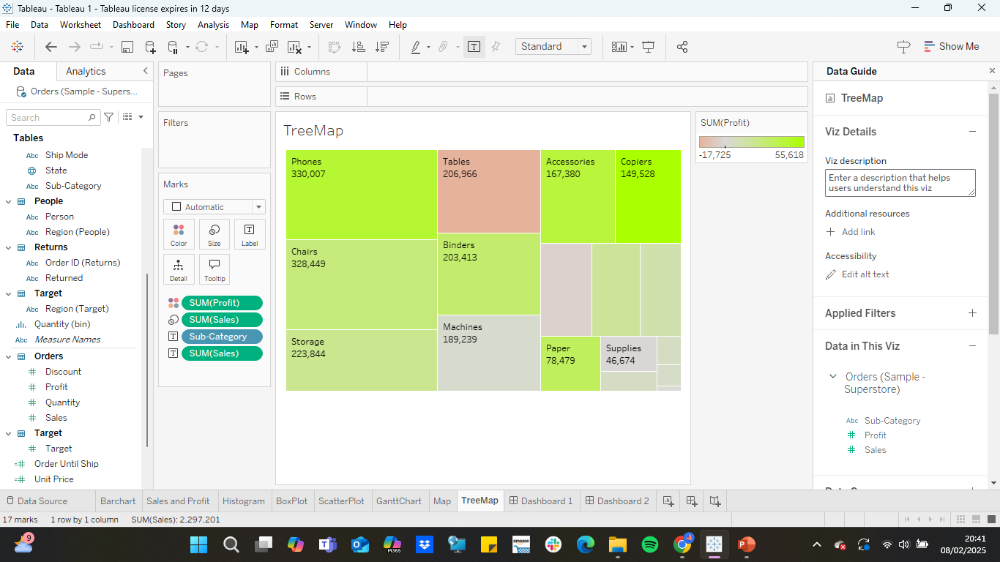 Tableau - Tableau 1 - Tableau license expires in 12 days
File Data Worksheet Dashboard Story Analysis Map Format Server Window Help
Standard
Show Me
Data Analytics
Orders (Sample - Supers...
Search
Tables
Abc Ship Mode
State
Abc Sub-Category
People
Abc Person
Abc Region (People)
Returns
Abc Order ID (Returns)
Abc Returned
Target
Abc Region (Target)
Quantity (bin)
Abc Measure Names
Orders
# Discount
# Profit
# Quantity
# Sales
Target
# Target
=# Order Until Ship
=# Unit Price
Pages
Filters
Marks
Automatic
Color Size Label
Detail Tooltip
SUM(Profit)
SUM(Sales)
Sub-Category
SUM(Sales)
Columns
Rows
TreeMap
Phones
330,007
Chairs
328,449
Storage
223,844
Tables
206,966
Binders
203,413
Machines
189,239
Accessories
167,380
Copiers
149,528
Paper
78,479
Supplies
46,674
SUM(Profit)
-17,725 55,618
Data Guide
TreeMap
Viz Details
Viz description
Enter a description that helps
users understand this viz
Additional resources
Add link
Accessibility
Edit alt text
Applied Filters
Data in This Viz
Orders (Sample -
Superstore)
Abc Sub-Category
# Profit
# Sales
Data Source Barchart Sales and Profit Histogram BoxPlot ScatterPlot GanttChart Map TreeMap Dashboard 1 Dashboard 2
17 marks 1 row by 1 column SUM(Sales): 2,297,201
9
M365
amazon
20:41
08/02/2025